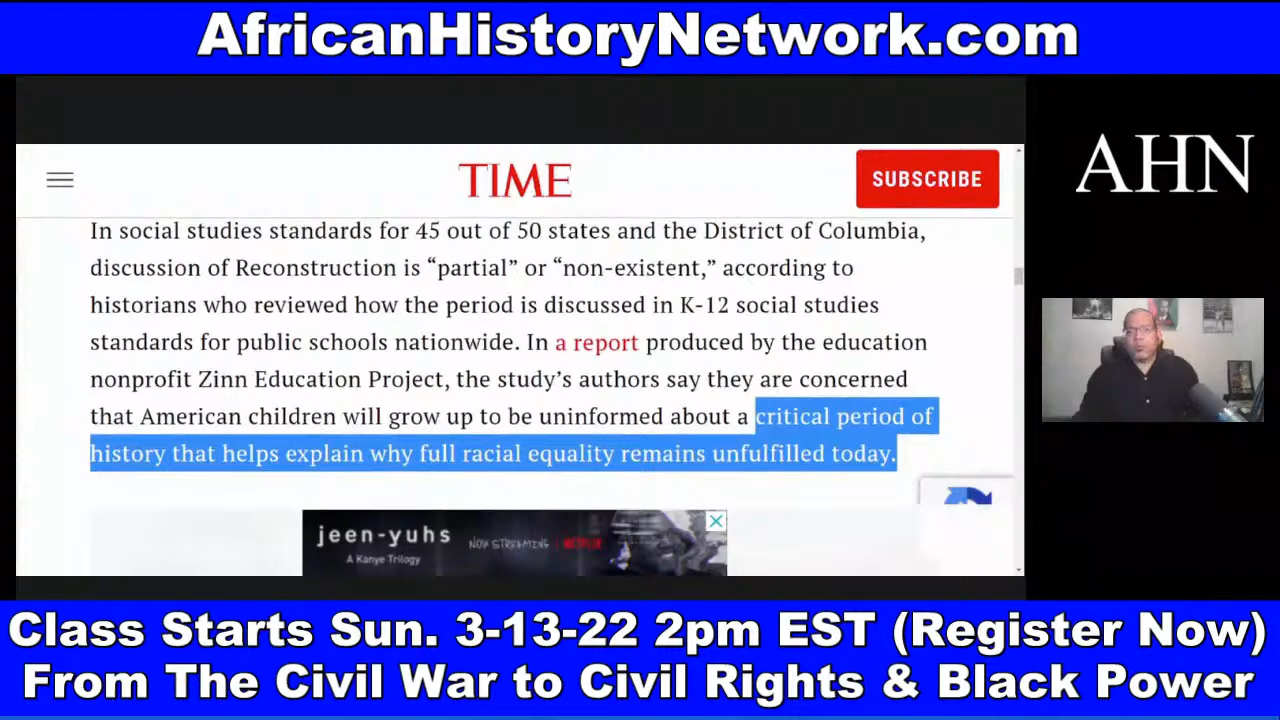 AfricanHistoryNetwork.com
AHN
TIME
SUBSCRIBE
In social studies standards for 45 out of 50 states and the District of Columbia,
discussion of Reconstruction is “partial” or “non-existent,” according to
historians who reviewed how the period is discussed in K-12 social studies
standards for public schools nationwide. In a report produced by the education
nonprofit Zinn Education Project, the study’s authors say they are concerned
that American children will grow up to be uninformed about a critical period of
history that helps explain why full racial equality remains unfulfilled today.
jeen-yuhs
A Kanye Trilogy
NOW STREAMING | NETFLIX
Class Starts Sun. 3-13-22 2pm EST (Register Now)
From The Civil War to Civil Rights & Black Power